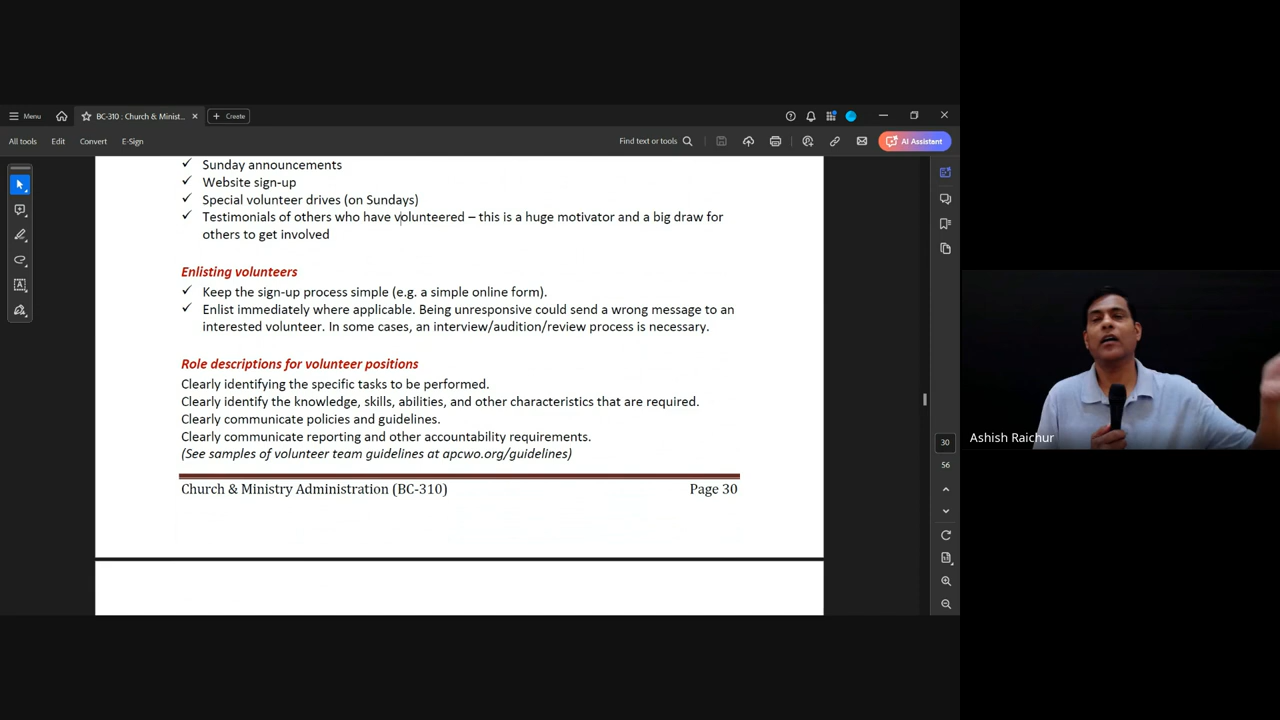 Menu
BC-310 : Church & Minist...
Create
All tools
Edit
Convert
E-Sign
Find text or tools
AI Assistant
✓ Sunday announcements
✓ Website sign-up
✓ Special volunteer drives (on Sundays)
✓ Testimonials of others who have volunteered – this is a huge motivator and a big draw for
others to get involved
Enlisting volunteers
✓ Keep the sign-up process simple (e.g. a simple online form).
✓ Enlist immediately where applicable. Being unresponsive could send a wrong message to an
interested volunteer. In some cases, an interview/audition/review process is necessary.
Role descriptions for volunteer positions
Clearly identifying the specific tasks to be performed.
Clearly identify the knowledge, skills, abilities, and other characteristics that are required.
Clearly communicate policies and guidelines.
Clearly communicate reporting and other accountability requirements.
(See samples of volunteer team guidelines at apcwo.org/guidelines)
Church & Ministry Administration (BC-310)
Page 30
30
56
Ashish Raichur